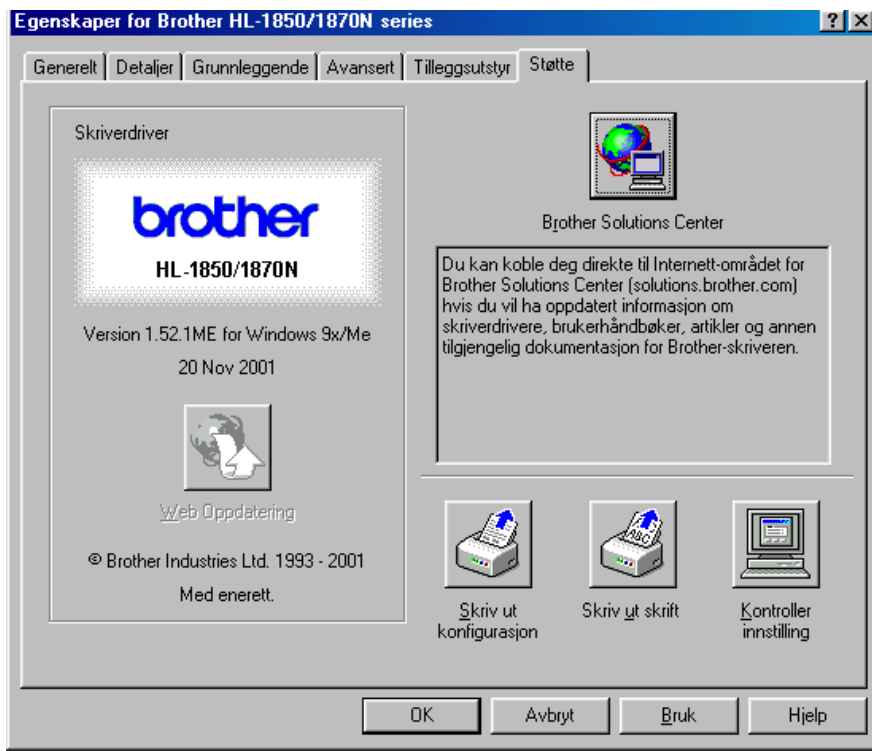 Egenskaper for Brother HL-1850/1870N series
Generelt Detaljer Grunnleggende Avansert Tilleggsutstyr Støtte
Skriverdriver
brother
HL-1850/1870N
Version 1.52.1ME for Windows 9x/Me
20 Nov 2001
Web Oppdatering
© Brother Industries Ltd. 1993 - 2001
Med enerett.
Brother Solutions Center
Du kan koble deg direkte til Internett-området for
Brother Solutions Center (solutions.brother.com)
hvis du vil ha oppdatert informasjon om
skriverdrivere, brukerhåndbøker, artikler og annen
tilgjengelig dokumentasjon for Brother-skriveren.
Skriv ut
konfigurasjon
ABC
Skriv ut skrift
Kontroller
innstilling
OK Avbryt Bruk Hjelp